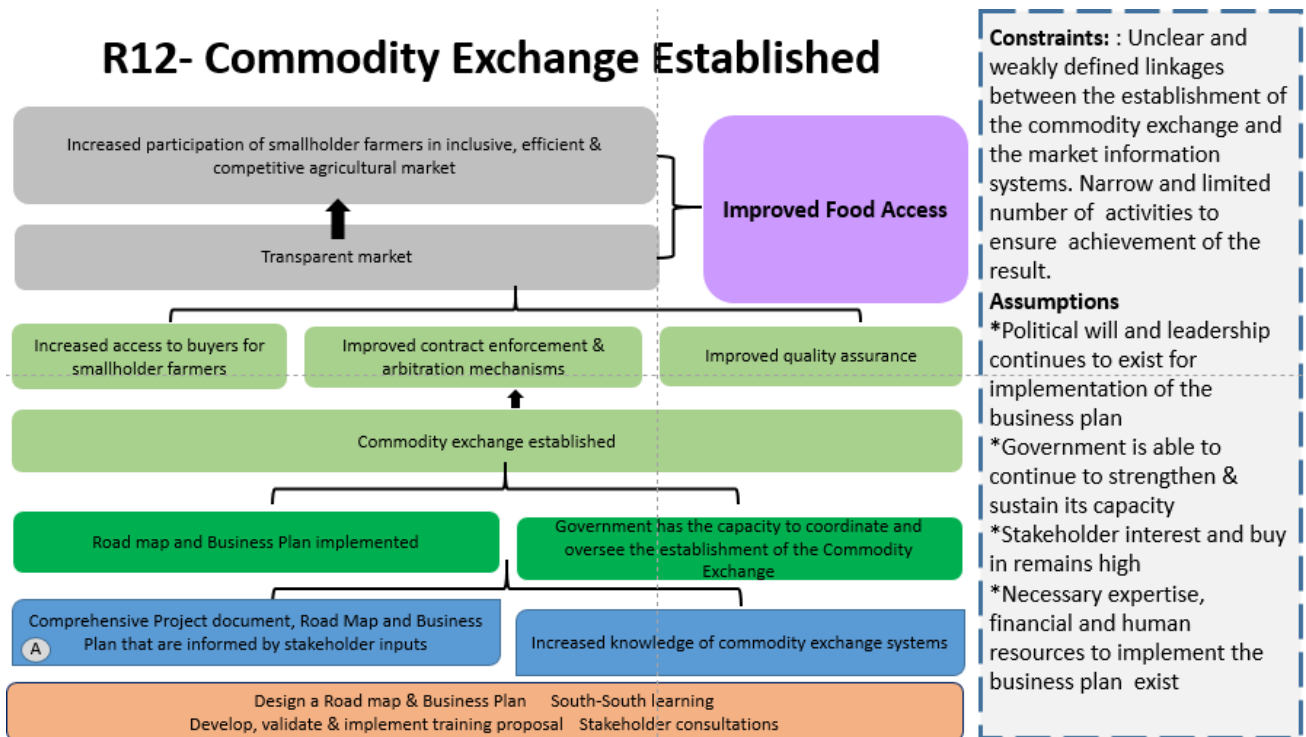 R12- Commodity Exchange Established
Increased participation of smallholder farmers in inclusive, efficient &
competitive agricultural market
Improved Food Access
Transparent market
Increased access to buyers for
smallholder farmers
Improved contract enforcement &
arbitration mechanisms
Improved quality assurance
Commodity exchange established
Road map and Business Plan implemented
Government has the capacity to coordinate and
oversee the establishment of the Commodity
Exchange
Comprehensive Project document, Road Map and Business
Plan that are informed by stakeholder inputs
A
Increased knowledge of commodity exchange systems
Design a Road map & Business Plan South-South learning
Develop, validate & implement training proposal Stakeholder consultations
Constraints: : Unclear and
weakly defined linkages
between the establishment of
the commodity exchange and
the market information
systems. Narrow and limited
number of activities to
ensure achievement of the
result.
Assumptions
*Political will and leadership
continues to exist for
implementation of the
business plan
*Government is able to
continue to strengthen &
sustain its capacity
*Stakeholder interest and buy
in remains high
*Necessary expertise,
financial and human
resources to implement the
business plan exist